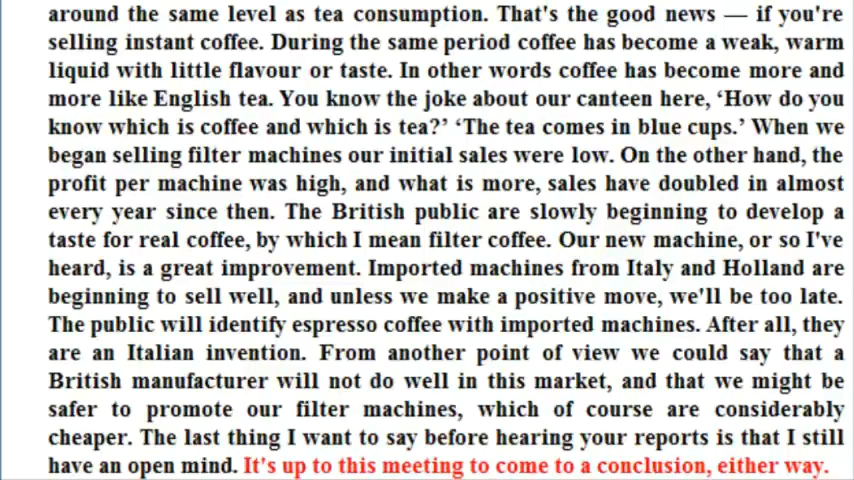 around the same level as tea consumption. That's the good news — if you're
selling instant coffee. During the same period coffee has become a weak, warm
liquid with little flavour or taste. In other words coffee has become more and
more like English tea. You know the joke about our canteen here, ‘How do you
know which is coffee and which is tea?’ ‘The tea comes in blue cups.’ When we
began selling filter machines our initial sales were low. On the other hand, the
profit per machine was high, and what is more, sales have doubled in almost
every year since then. The British public are slowly beginning to develop a
taste for real coffee, by which I mean filter coffee. Our new machine, or so I've
heard, is a great improvement. Imported machines from Italy and Holland are
beginning to sell well, and unless we make a positive move, we'll be too late.
The public will identify espresso coffee with imported machines. After all, they
are an Italian invention. From another point of view we could say that a
British manufacturer will not do well in this market, and that we might be
safer to promote our filter machines, which of course are considerably
cheaper. The last thing I want to say before hearing your reports is that I still
have an open mind. It's up to this meeting to come to a conclusion, either way.